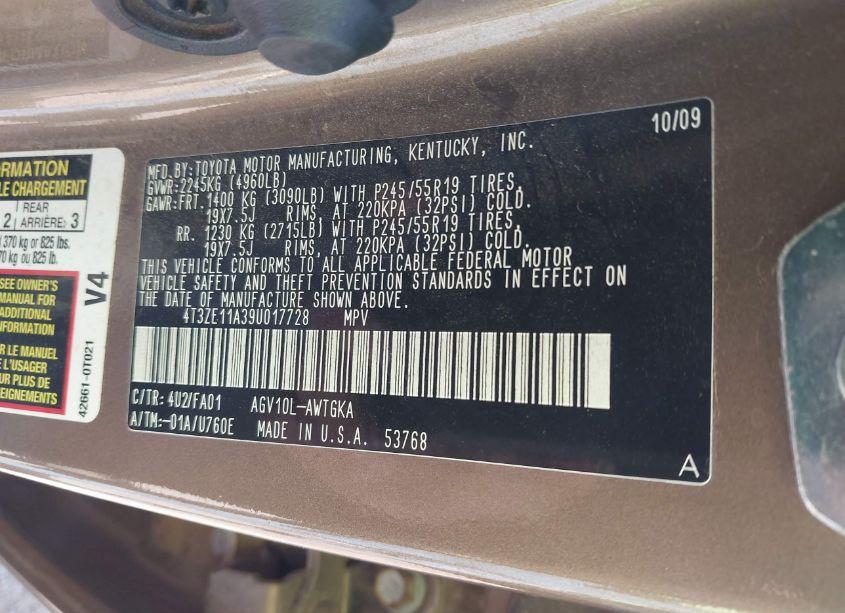 10/09
MFD.BY:TOYOTA MOTOR MANUFACTURING, KENTUCKY, INC.
GVWR:2245KG (4960LB)
GAWR:FRT.1400 KG (3090LB) WITH P245/55R19 TIRES,
19X7.5J RIMS, AT 220KPA (32PSI) COLD.
RR. 1230 KG (2715LB) WITH P245/55R19 TIRES,
19X7.5J RIMS, AT 220KPA (32PSI) COLD.
THIS VEHICLE CONFORMS TO ALL APPLICABLE FEDERAL MOTOR
VEHICLE SAFETY AND THEFT PREVENTION STANDARDS IN EFFECT ON
THE DATE OF MANUFACTURE SHOWN ABOVE.
4T3ZE11A39U017728 MPV
C/TR: 4U2/FA01 AGV10L-AWTGKA
A/TM:-01A/U760E MADE IN U.S.A. 53768
A
ORMATION
LE CHARGEMENT
2 REAR ARRIÈRE: 3
370 kg or 825 lbs.
70 kg ou 825 lb.
SEE OWNER'S
MANUAL FOR
ADDITIONAL
INFORMATION
R LE MANUEL
L'USAGER
UR PLUS DE
SEIGNEMENTS
V4
42661-0T021